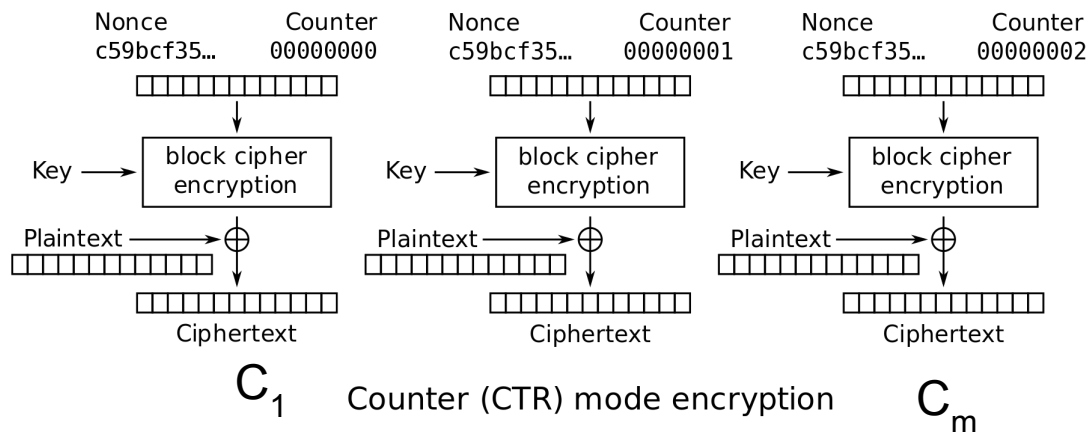 Nonce Counter Nonce Counter Nonce Counter
c59bcf35… 00000000 c59bcf35… 00000001 c59bcf35… 00000002
block cipher block cipher block cipher
Key encryption Key encryption Key encryption
Plaintext Plaintext Plaintext
Ciphertext Ciphertext Ciphertext
C1 Counter (CTR) mode encryption Cm